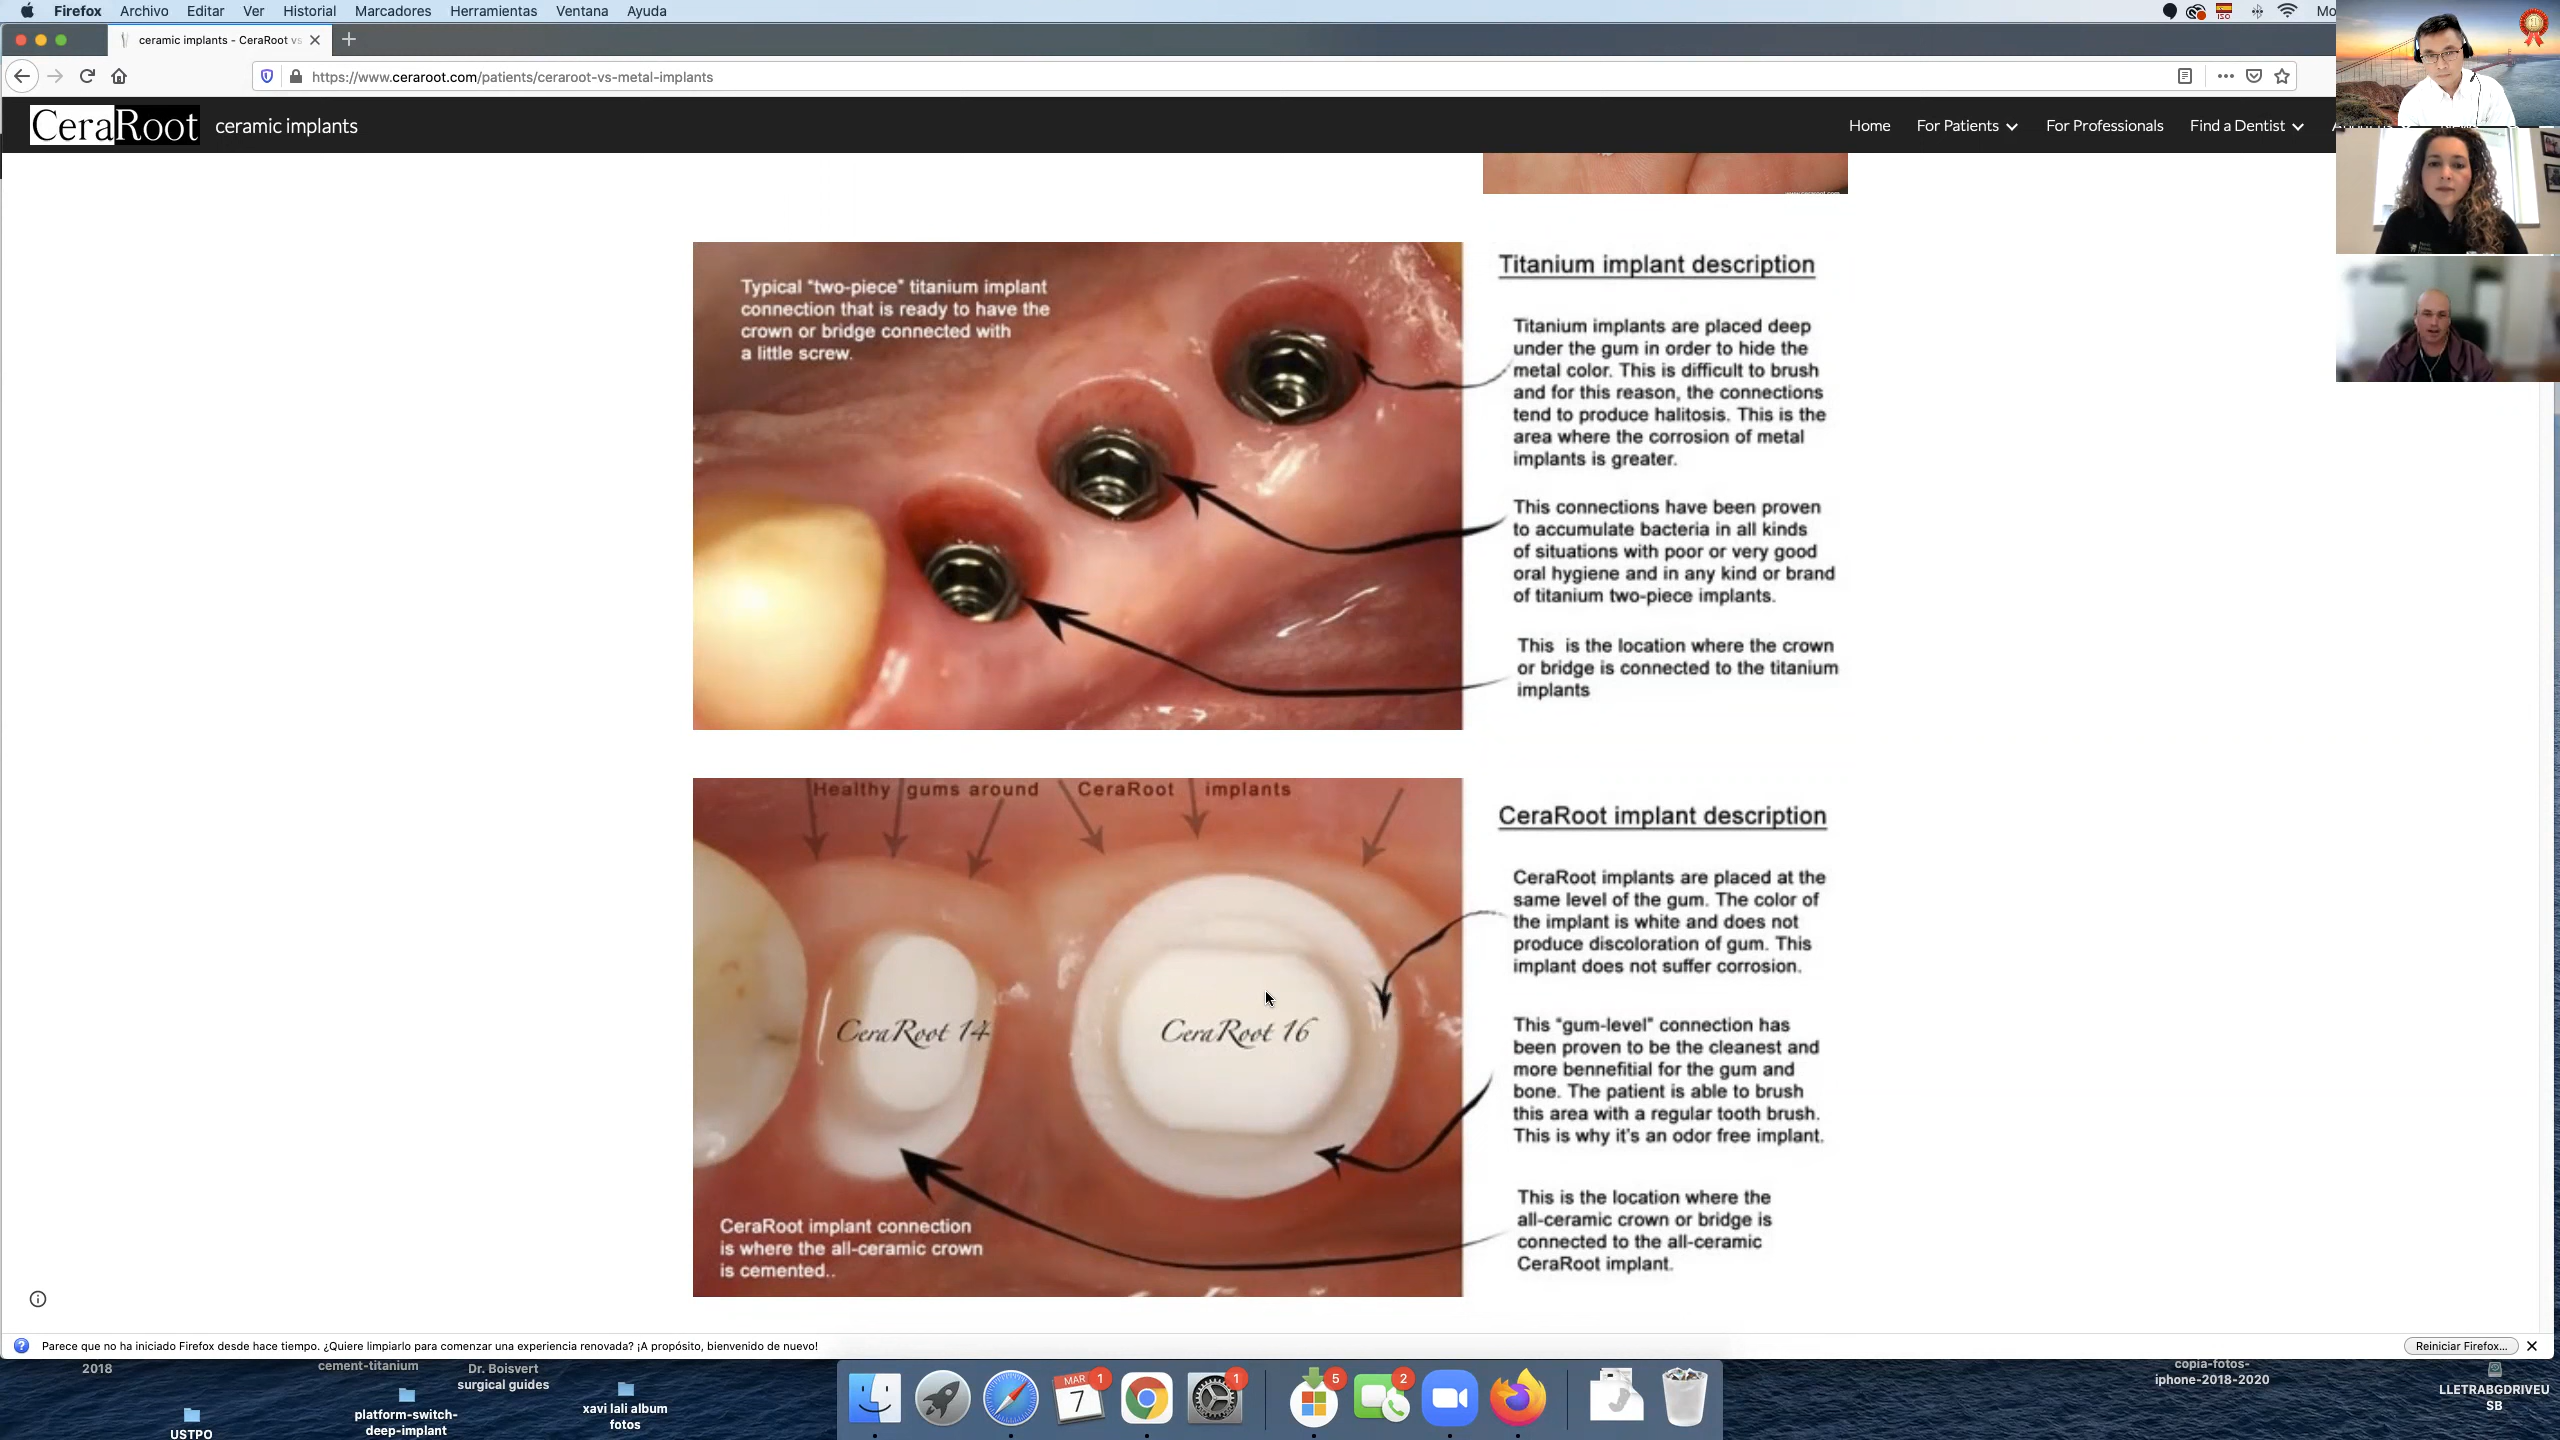 Firefox Archivo Editar Ver Historial Marcadores Herramientas Ventana Ayuda
ISO Mo
ceramic implants - CeraRoot vs
https://www.ceraroot.com/patients/ceraroot-vs-metal-implants
CeraRoot ceramic implants
Home For Patients For Professionals Find a Dentist
Typical "two-piece" titanium implant
connection that is ready to have the
crown or bridge connected with
a little screw.
Titanium implant description
Titanium implants are placed deep
under the gum in order to hide the
metal color. This is difficult to brush
and for this reason, the connections
tend to produce halitosis. This is the
area where the corrosion of metal
implants is greater.
This connections have been proven
to accumulate bacteria in all kinds
of situations with poor or very good
oral hygiene and in any kind or brand
of titanium two-piece implants.
This is the location where the crown
or bridge is connected to the titanium
implants
Healthy gums around CeraRoot implants
CeraRoot 14
CeraRoot 16
CeraRoot implant connection
is where the all-ceramic crown
is cemented..
CeraRoot implant description
CeraRoot implants are placed at the
same level of the gum. The color of
the implant is white and does not
produce discoloration of gum. This
implant does not suffer corrosion.
This "gum-level" connection has
been proven to be the cleanest and
more bennefitial for the gum and
bone. The patient is able to brush
this area with a regular tooth brush.
This is why it's an odor free implant.
This is the location where the
all-ceramic crown or bridge is
connected to the all-ceramic
CeraRoot implant.
Parece que no ha iniciado Firefox desde hace tiempo. ¿Quiere limpiarlo para comenzar una experiencia renovada? ¡A propósito, bienvenido de nuevo!
Reiniciar Firefox...
2018
cement-titanium
Dr. Boisvert
surgical guides
USTPO
platform-switch-
deep-implant
xavi lali album
fotos
MAR
7
1
1
5
2
copia-fotos-
iphone-2018-2020
LLETRABGDRIVEU
SB